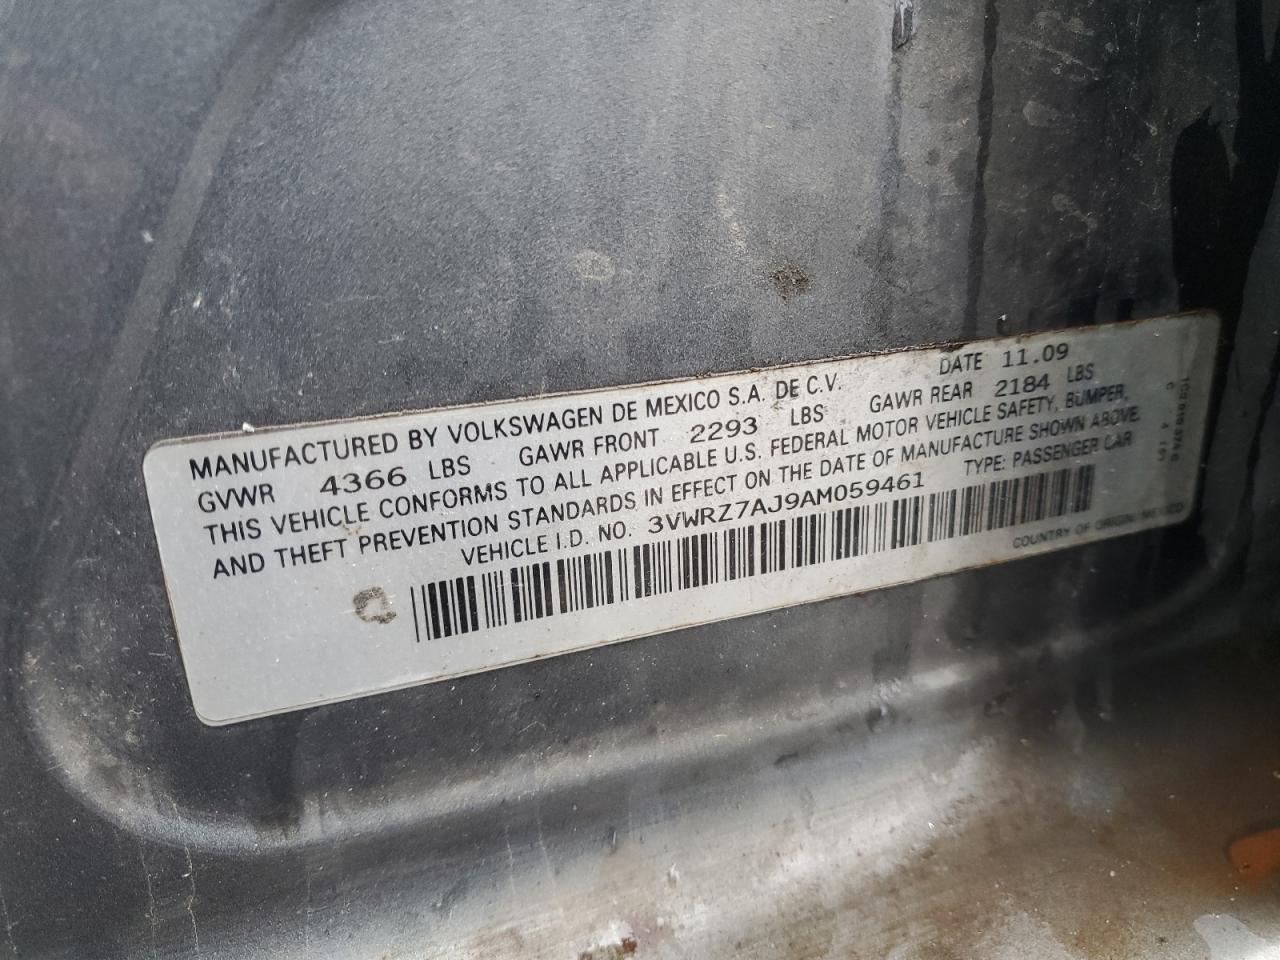 MANUFACTURED BY VOLKSWAGEN DE MEXICO S.A. DE C.V. DATE 11.09
GVWR 4366 LBS GAWR FRONT 2293 LBS GAWR REAR 2184 LBS
THIS VEHICLE CONFORMS TO ALL APPLICABLE U.S. FEDERAL MOTOR VEHICLE SAFETY, BUMPER,
AND THEFT PREVENTION STANDARDS IN EFFECT ON THE DATE OF MANUFACTURE SHOWN ABOVE.
VEHICLE I.D. NO. 3VWRZ7AJ9AM059461 TYPE: PASSENGER CAR
COUNTRY OF ORIGIN: MEXICO